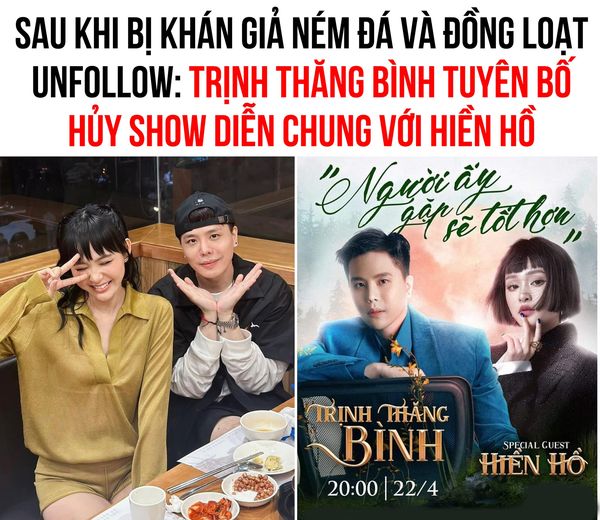 SAU KHI BỊ KHÁN GIẢ NÉM ĐÁ VÀ ĐỒNG LOẠT
UNFOLLOW: TRỊNH THĂNG BÌNH TUYÊN BỐ
HỦY SHOW DIỄN CHUNG VỚI HIỀN HỒ
"Người ấy
gặp
sẽ tốt hơn"
TRỊNH THĂNG
BÌNH
20:00 | 22/4
SPECIAL GUEST
HIỀN HỒ